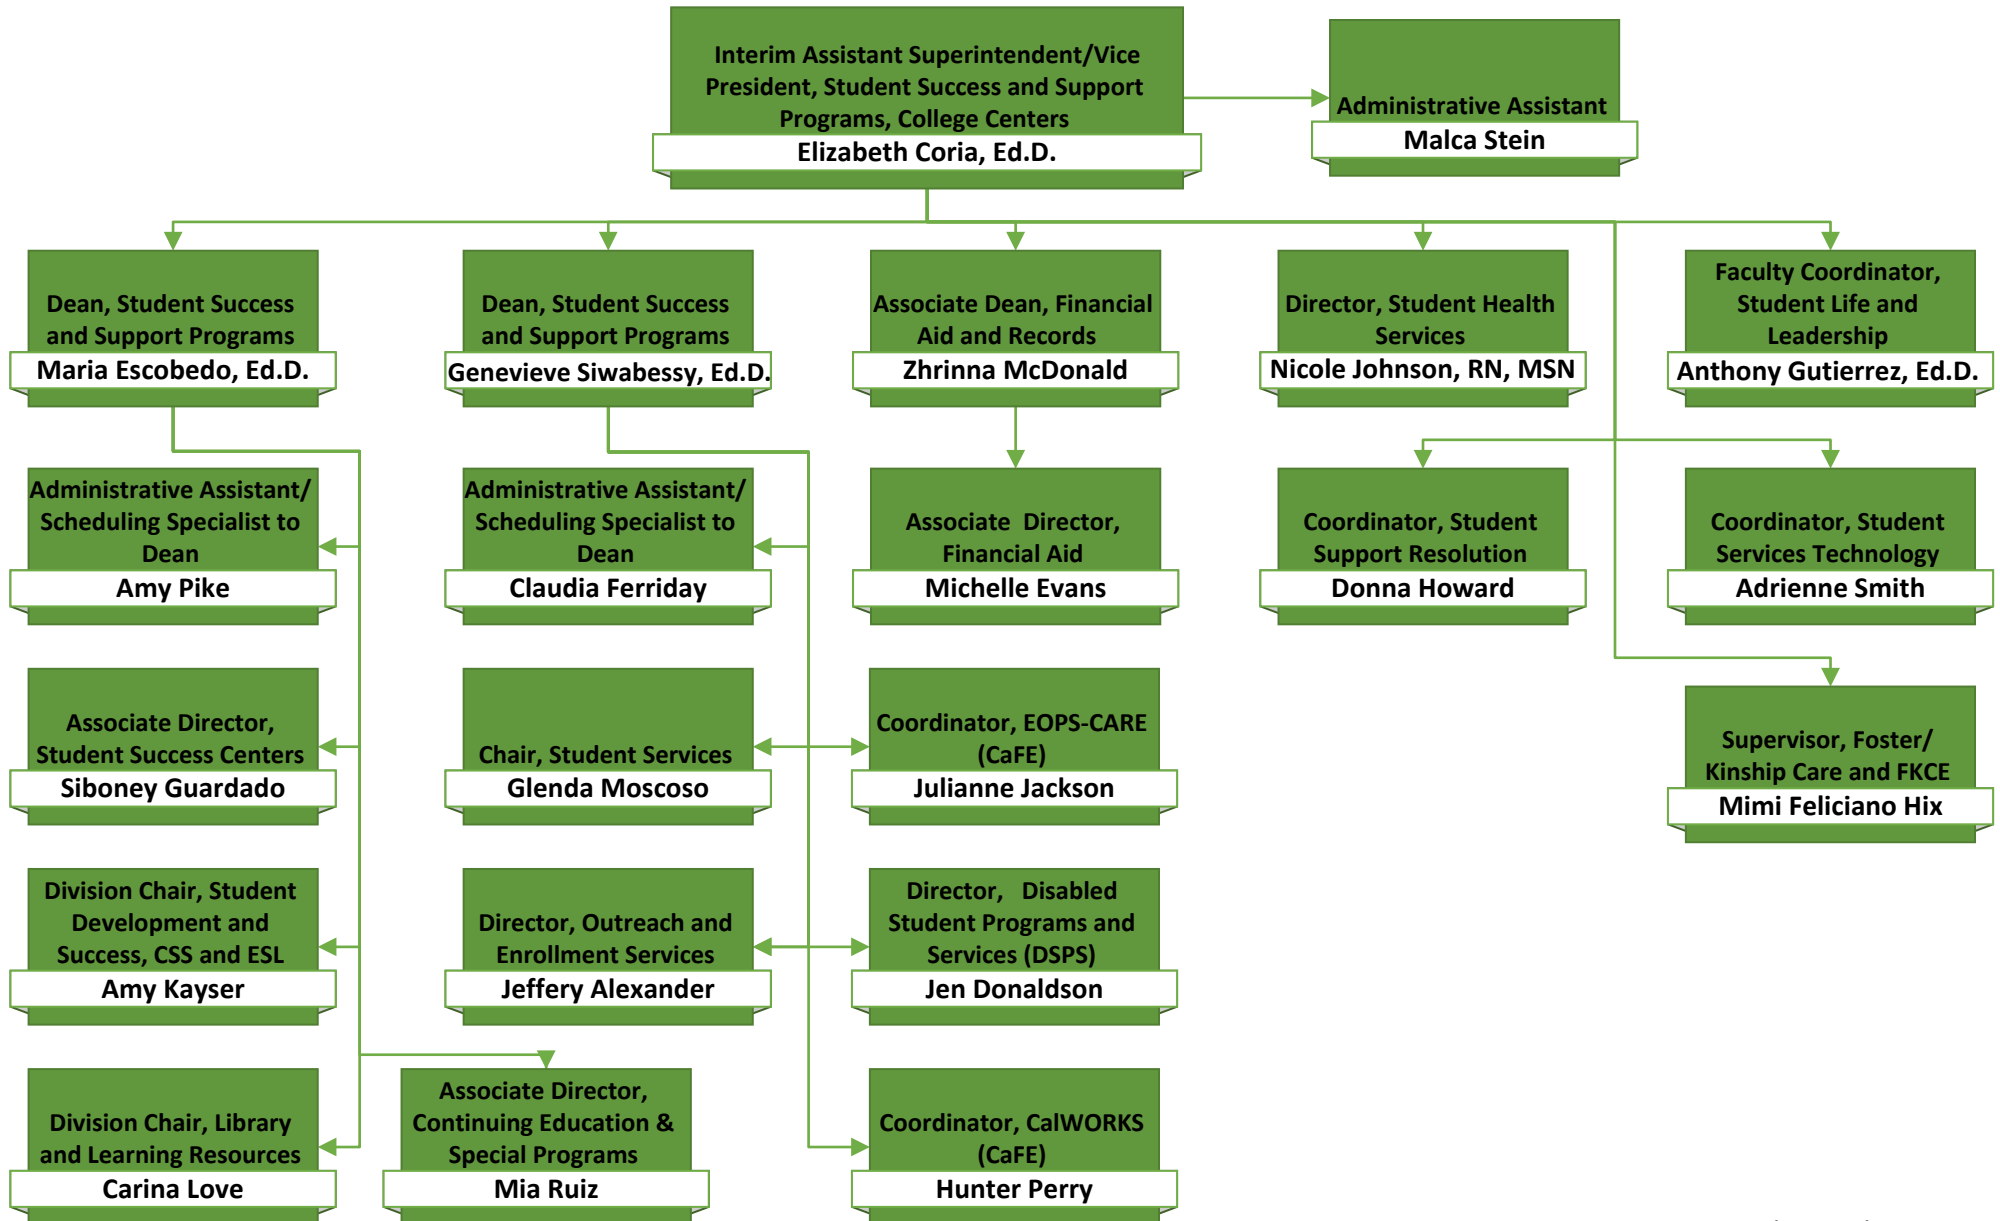 Interim Assistant Superintendent/Vice
President, Student Success and Support
Programs, College Centers
Elizabeth Coria, Ed.D.
Administrative Assistant
Malca Stein
Dean, Student Success
and Support Programs
Maria Escobedo, Ed.D.
Dean, Student Success
and Support Programs
Genevieve Siwabessy, Ed.D.
Associate Dean, Financial
Aid and Records
Zhrinna McDonald
Director, Student Health
Services
Nicole Johnson, RN, MSN
Faculty Coordinator,
Student Life and
Leadership
Anthony Gutierrez, Ed.D.
Administrative Assistant/
Scheduling Specialist to
Dean
Amy Pike
Administrative Assistant/
Scheduling Specialist to
Dean
Claudia Ferriday
Associate  Director,
Financial Aid
Michelle Evans
Coordinator, Student
Support Resolution
Donna Howard
Coordinator, Student
Services Technology
Adrienne Smith
Associate Director,
Student Success Centers
Siboney Guardado
Chair, Student Services
Glenda Moscoso
Coordinator, EOPS-CARE
(CaFE)
Julianne Jackson
Supervisor, Foster/
Kinship Care and FKCE
Mimi Feliciano Hix
Division Chair, Student
Development and
Success, CSS and ESL
Amy Kayser
Director, Outreach and
Enrollment Services
Jeffery Alexander
Director,   Disabled
Student Programs and
Services (DSPS)
Jen Donaldson
Division Chair, Library
and Learning Resources
Carina Love
Associate Director,
Continuing Education &
Special Programs
Mia Ruiz
Coordinator, CalWORKS
(CaFE)
Hunter Perry